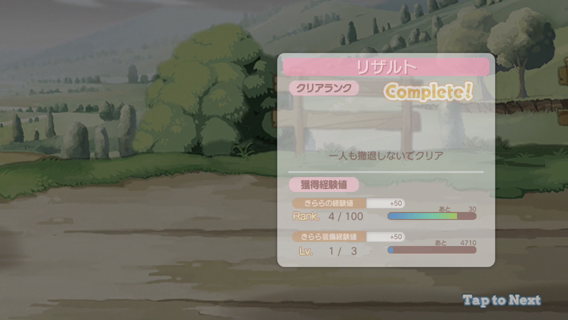 リザルト
クリアランク
Complete!
一人も撤退しないでクリア
獲得経験値
きららの経験値 +50
Rank. 4 / 100 あと 30
きらら装備経験値 +50
Lv. 1 / 3 あと 4710
Tap to Next